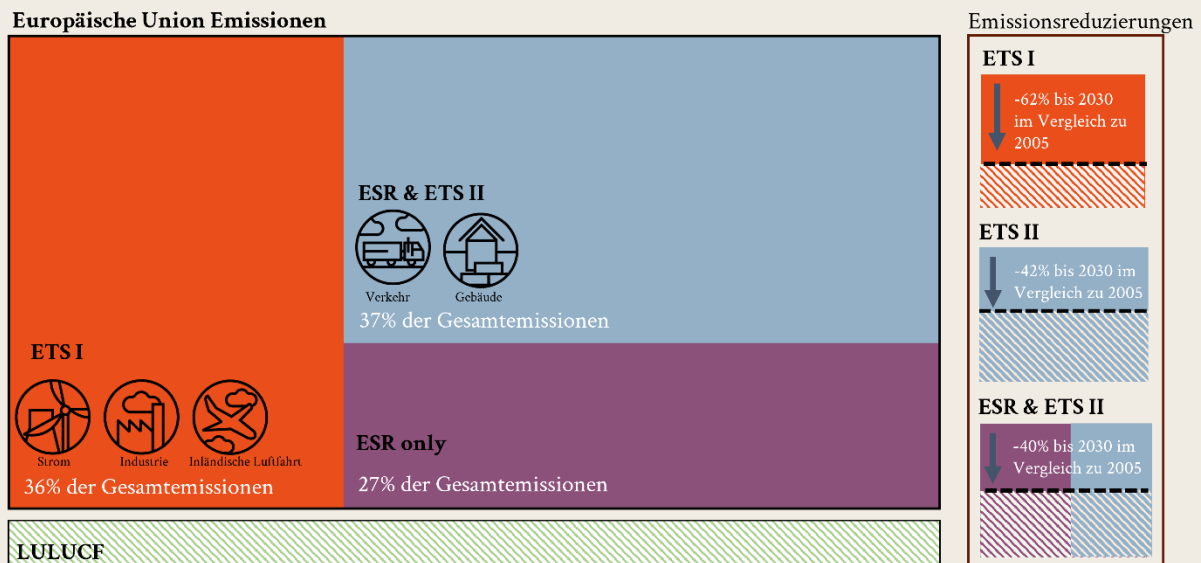 Europäische Union Emissionen
ESR & ETS II
Verkehr
Gebäude
37% der Gesamtemissionen
ETS I
Strom
Industrie
Inländische Luftfahrt
36% der Gesamtemissionen
ESR only
27% der Gesamtemissionen
LULUCF
Emissionsreduzierungen
ETS I
-62% bis 2030
im Vergleich zu
2005
ETS II
-42% bis 2030 im
Vergleich zu 2005
ESR & ETS II
-40% bis 2030 im
Vergleich zu 2005